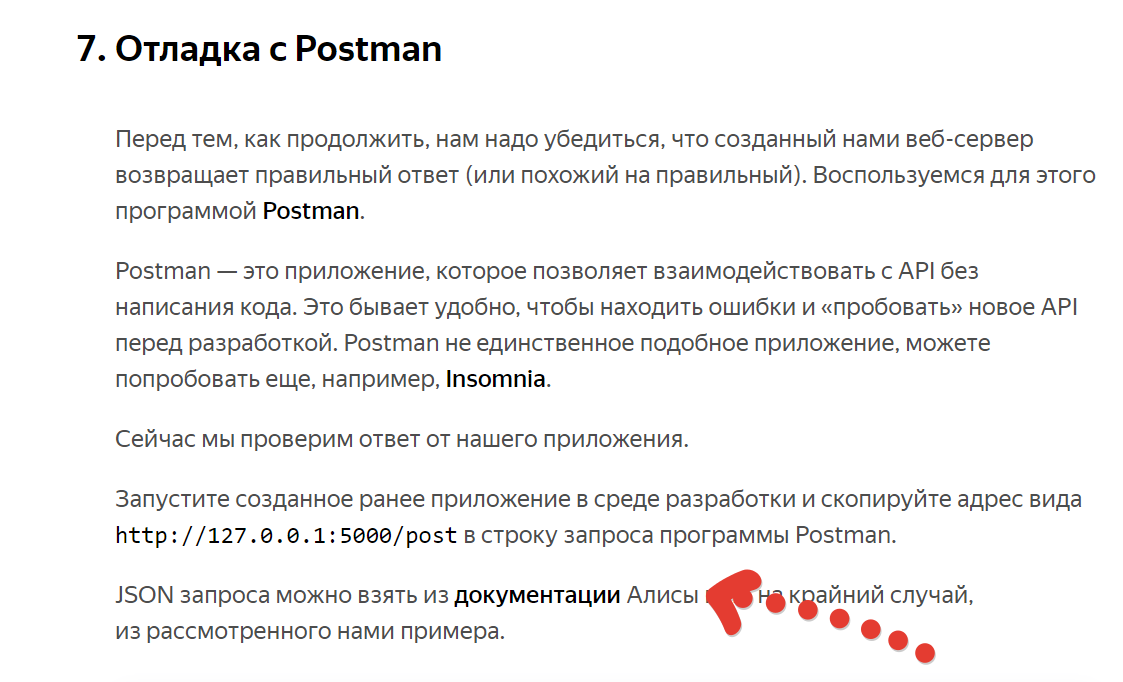 7. Отладка с Postman
Перед тем, как продолжить, нам надо убедиться, что созданный нами веб-сервер
возвращает правильный ответ (или похожий на правильный). Воспользуемся для этого
программой Postman.
Postman — это приложение, которое позволяет взаимодействовать с API без
написания кода. Это бывает удобно, чтобы находить ошибки и «пробовать» новое API
перед разработкой. Postman не единственное подобное приложение, можете
попробовать еще, например, Insomnia.
Сейчас мы проверим ответ от нашего приложения.
Запустите созданное ранее приложение в среде разработки и скопируйте адрес вида
http://127.0.0.1:5000/post в строку запроса программы Postman.
JSON запроса можно взять из документации Алисы на крайний случай,
из рассмотренного нами примера.